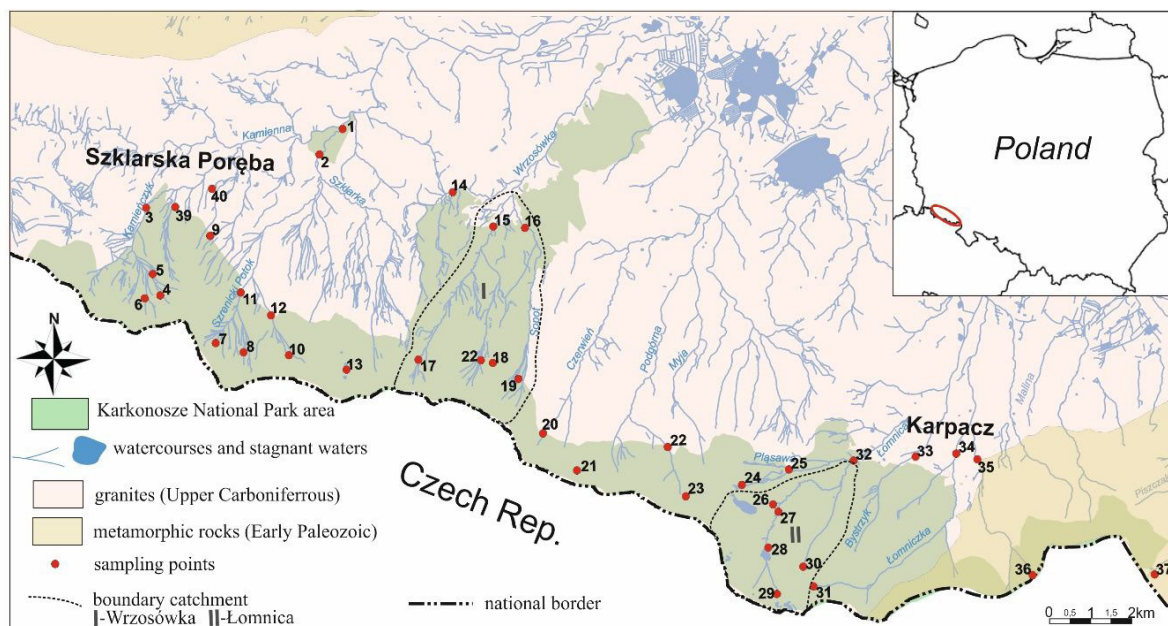 Poland
Kamienna
Szklarska Poręba
1
2
Szklarka
Wrzosówka
14
15
16
40
3
39
Kamieńczyk
9
5
6
4
Szrenicki Potok
11
12
7
8
10
13
I
Sopot
17
22
18
19
20
21
Czerwień
Podgórna
Myja
22
23
Czech Rep.
Karpacz
Malina
Łomnica
33
34
35
32
Pląsawa
25
24
26
27
II
28
30
29
31
Bystrzyk
Łomniczka
36
37
N
Karkonosze National Park area
watercourses and stagnant waters
granites (Upper Carboniferrous)
metamorphic rocks (Early Paleozoic)
sampling points
boundary catchment
I-Wrzosówka II-Łomnica
national border
0 0,5 1 1,5 2km